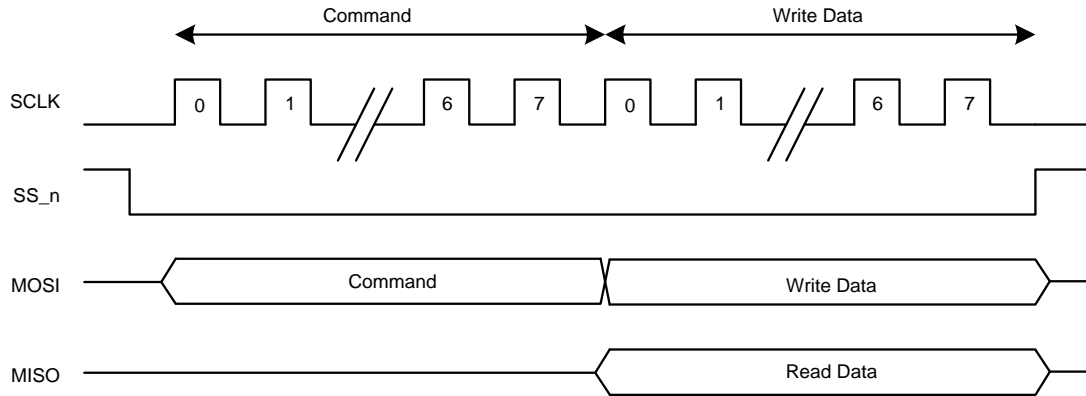 Command Write Data
SCLK 0 1 6 7 0 1 6 7
SS_n
MOSI Command Write Data
MISO Read Data